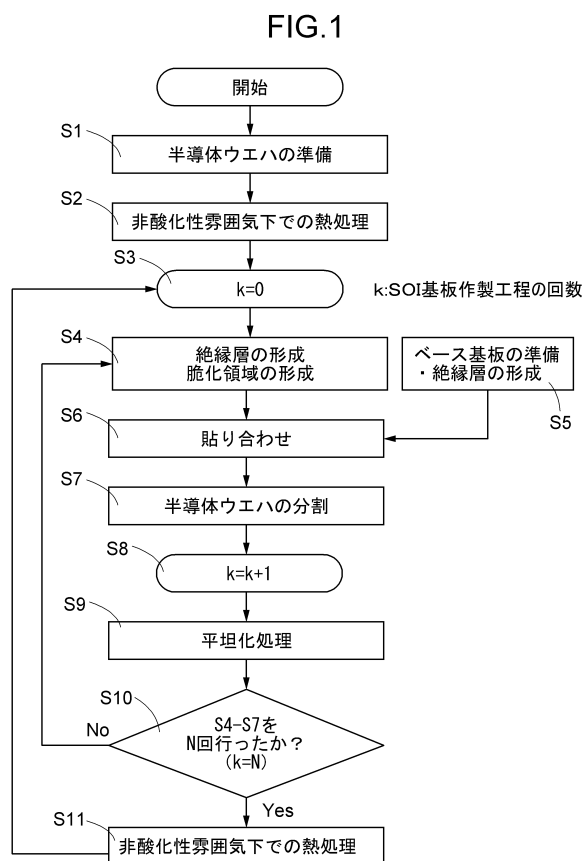 FIG.1
開始
S1
半導体ウエハの準備
S2
非酸化性雰囲気下での熱処理
S3
k=0
k:SOI基板作製工程の回数
S4
絶縁層の形成
脆化領域の形成
ベース基板の準備
・絶縁層の形成
S5
S6
貼り合わせ
S7
半導体ウエハの分割
S8
k=k+1
S9
平坦化処理
S10
S4-S7を
N回行ったか?
(k=N)
No
Yes
S11
非酸化性雰囲気下での熱処理